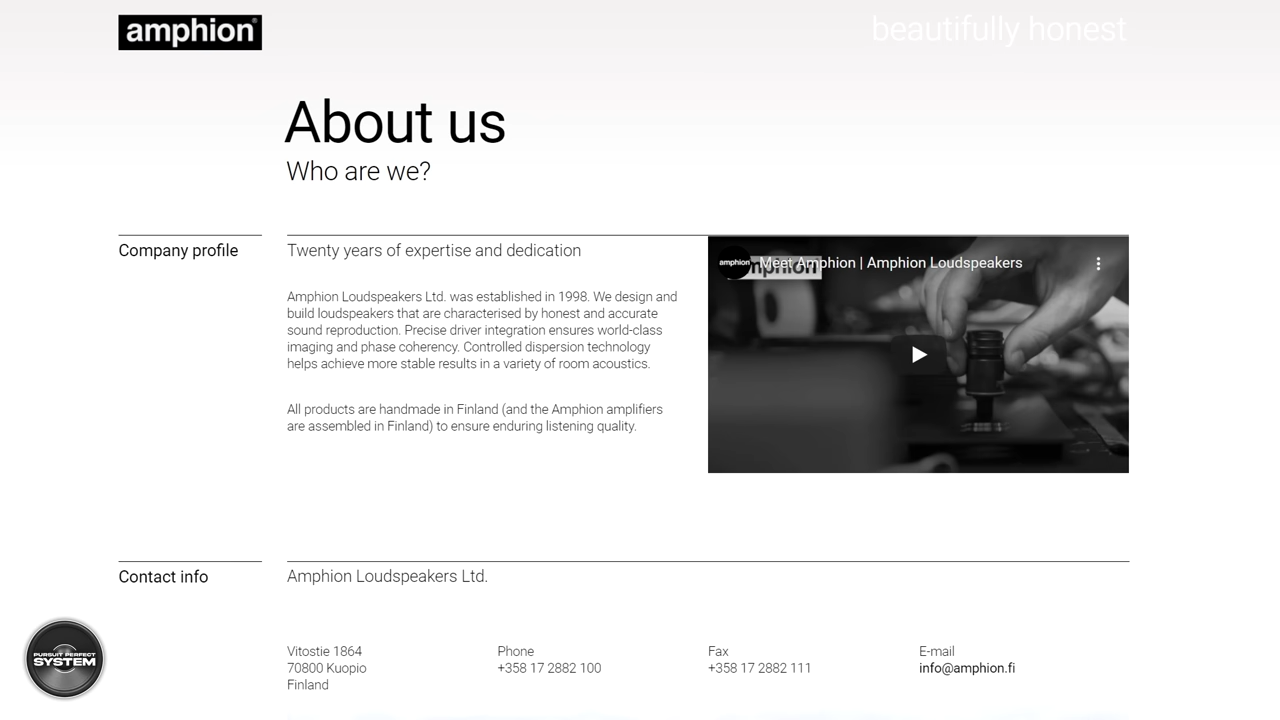 amphion®
beautifully honest
About us
Who are we?
Company profile
Twenty years of expertise and dedication
Amphion Loudspeakers Ltd. was established in 1998. We design and
build loudspeakers that are characterised by honest and accurate
sound reproduction. Precise driver integration ensures world-class
imaging and phase coherency. Controlled dispersion technology
helps achieve more stable results in a variety of room acoustics.
All products are handmade in Finland (and the Amphion amplifiers
are assembled in Finland) to ensure enduring listening quality.
amphion
Meet Amphion | Amphion Loudspeakers
amphion
Contact info
Amphion Loudspeakers Ltd.
Vitostie 1864
70800 Kuopio
Finland
Phone
+358 17 2882 100
Fax
+358 17 2882 111
E-mail
info@amphion.fi
PURSUIT PERFECT
SYSTEM